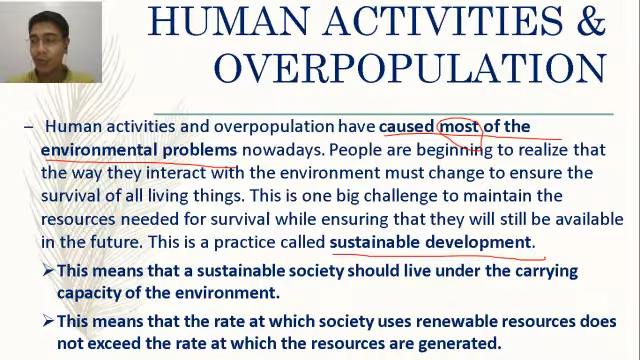 HUMAN ACTIVITIES &
OVERPOPULATION
– Human activities and overpopulation have caused most of the
environmental problems nowadays. People are beginning to realize that
the way they interact with the environment must change to ensure the
survival of all living things. This is one big challenge to maintain the
resources needed for survival while ensuring that they will still be available
in the future. This is a practice called sustainable development.
➤This means that a sustainable society should live under the carrying
capacity of the environment.
➤This means that the rate at which society uses renewable resources does
not exceed the rate at which the resources are generated.